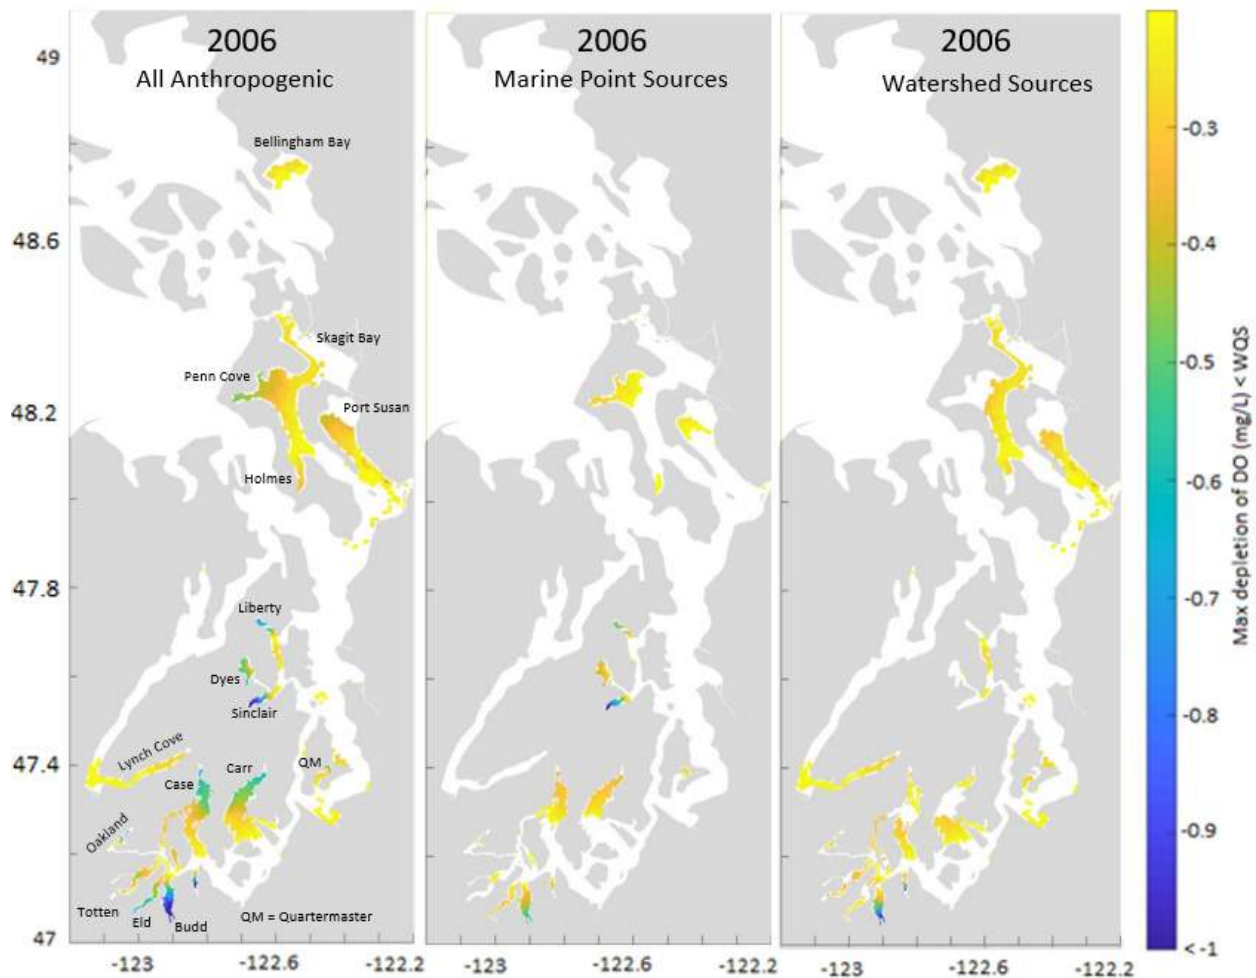 2006
All Anthropogenic
2006
Marine Point Sources
2006
Watershed Sources
49
48.6
48.2
47.8
47.4
47
Bellingham Bay
Skagit Bay
Penn Cove
Port Susan
Holmes
Liberty
Dyes
Sinclair
Lynch Cove
Case
Carr
QM
Oakland
Totten
Eld
Budd
QM = Quartermaster
-123
-122.6
-122.2
-123
-122.6
-122.2
-123
-122.6
-122.2
-0.3
-0.4
-0.5
-0.6
-0.7
-0.8
-0.9
< -1
Max depletion of DO (mg/L) < WQS